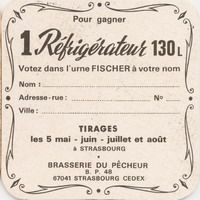 Pour gagner
1 Réfrigérateur 130 L
Votez dans l'urne FISCHER à votre nom
Nom :
Adresse-rue : N°
Ville :
TIRAGES
les 5 mai - juin - juillet et août
à STRASBOURG
BRASSERIE DU PÊCHEUR
B. P. 48
67041 STRASBOURG CEDEX